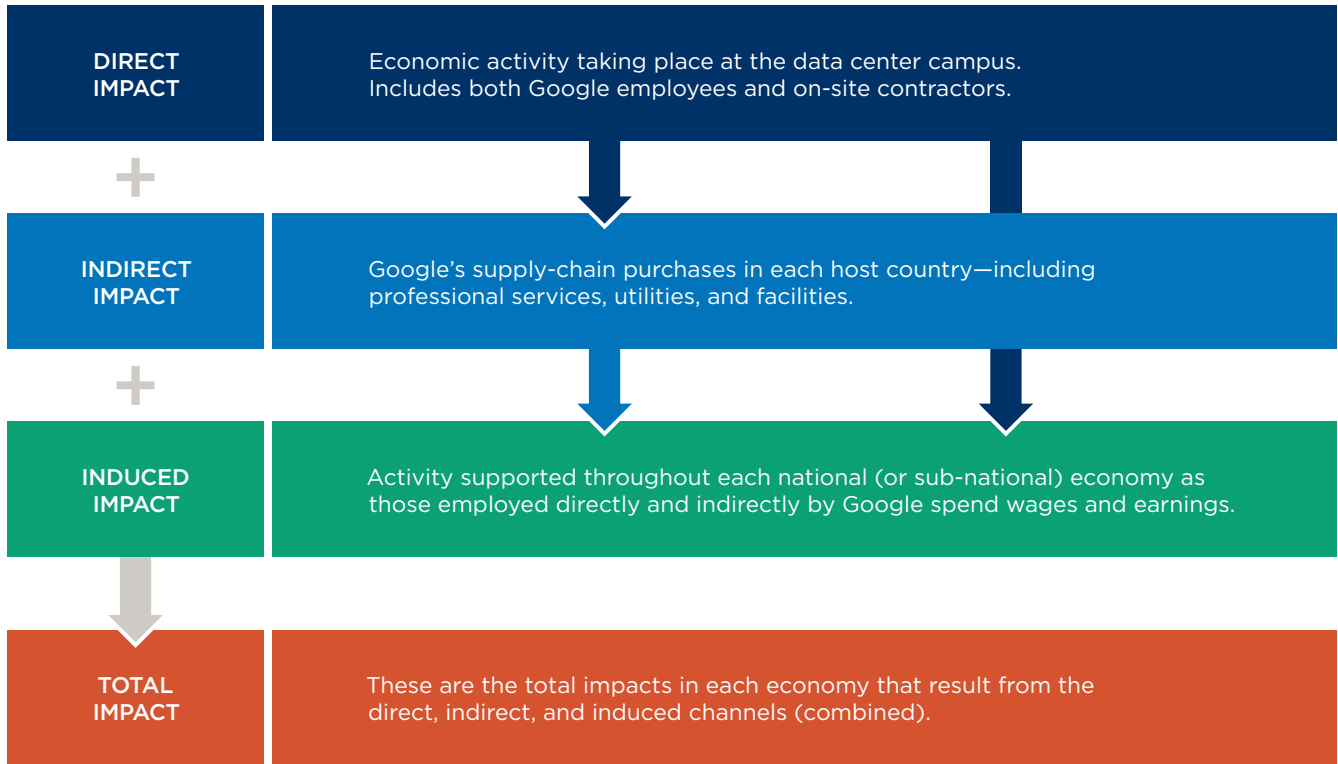 DIRECT
IMPACT
Economic activity taking place at the data center campus.
Includes both Google employees and on-site contractors.
+
INDIRECT
IMPACT
Google’s supply-chain purchases in each host country—including
professional services, utilities, and facilities.
+
INDUCED
IMPACT
Activity supported throughout each national (or sub-national) economy as
those employed directly and indirectly by Google spend wages and earnings.
TOTAL
IMPACT
These are the total impacts in each economy that result from the
direct, indirect, and induced channels (combined).